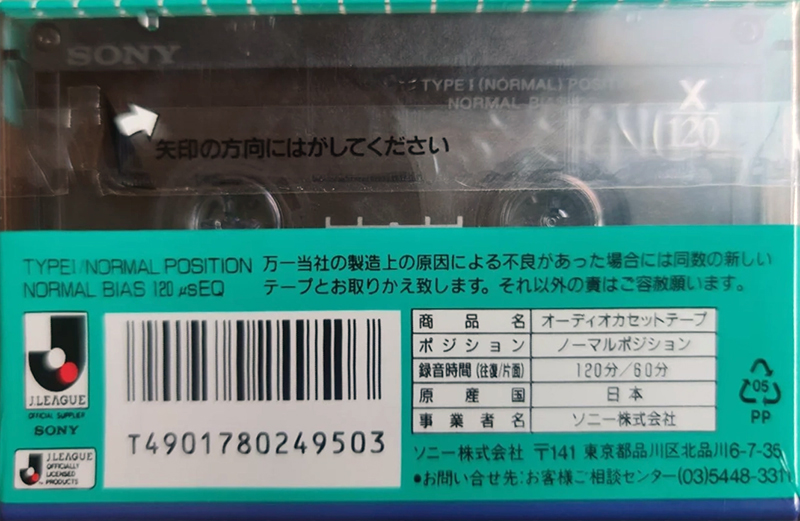 SONY
TYPE I (NORMAL) POSITI
NORMAL BIAS
X
120
矢印の方向にはがしてください
TYPEI/NORMAL POSITION
NORMAL BIAS 120 μsEQ
万一当社の製造上の原因による不良があった場合には同数の新しい
テープとお取りかえ致します。それ以外の責はご容赦願います。
J.LEAGUE
OFFICIAL SUPPLIER
SONY
J.LEAGUE
OFFICIALLY
LICENSED
PRODUCTS
T4901780249503
商品名 オーディオカセットテープ
ポジション ノーマルポジション
録音時間(往復/片面) 120分/60分
原産国 日本
事業者名 ソニー株式会社
05
PP
ソニー株式会社 〒141 東京都品川区北品川6-7-35
●お問い合せ先:お客様ご相談センター(03)5448-3311